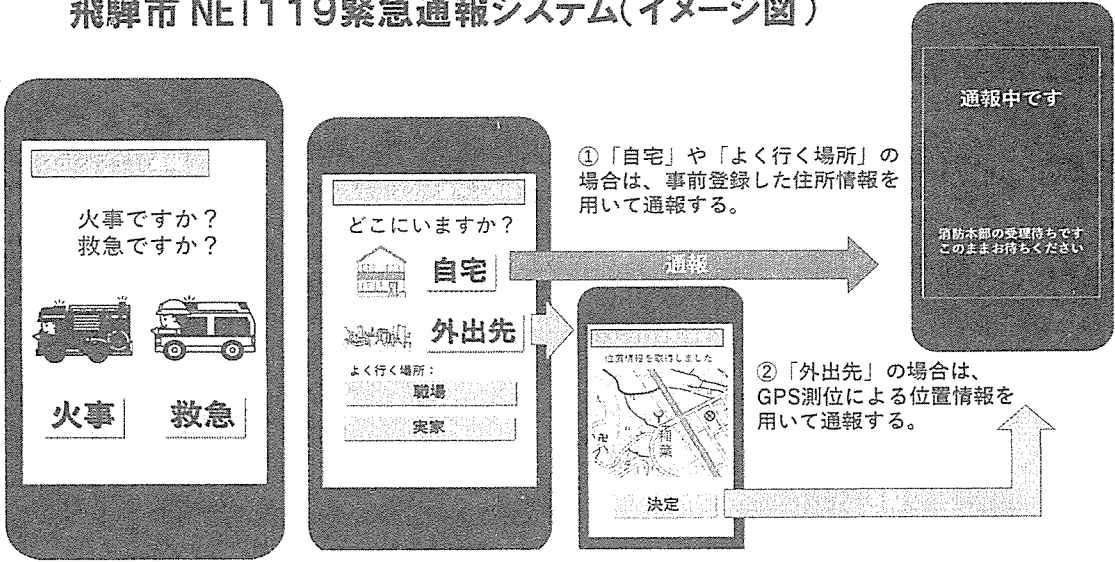 飛騨市 NET119緊急通報システム(イメージ図)
火事ですか?
救急ですか?
火事
救急
どこにいますか?
自宅
外出先
よく行く場所:
職場
実家
①「自宅」や「よく行く場所」の
場合は、事前登録した住所情報を
用いて通報する。
通報
位置情報を取得しました
稲葉
決定
②「外出先」の場合は、
GPS測位による位置情報を
用いて通報する。
通報中です
消防本部の受理待ちです
このままお待ちください